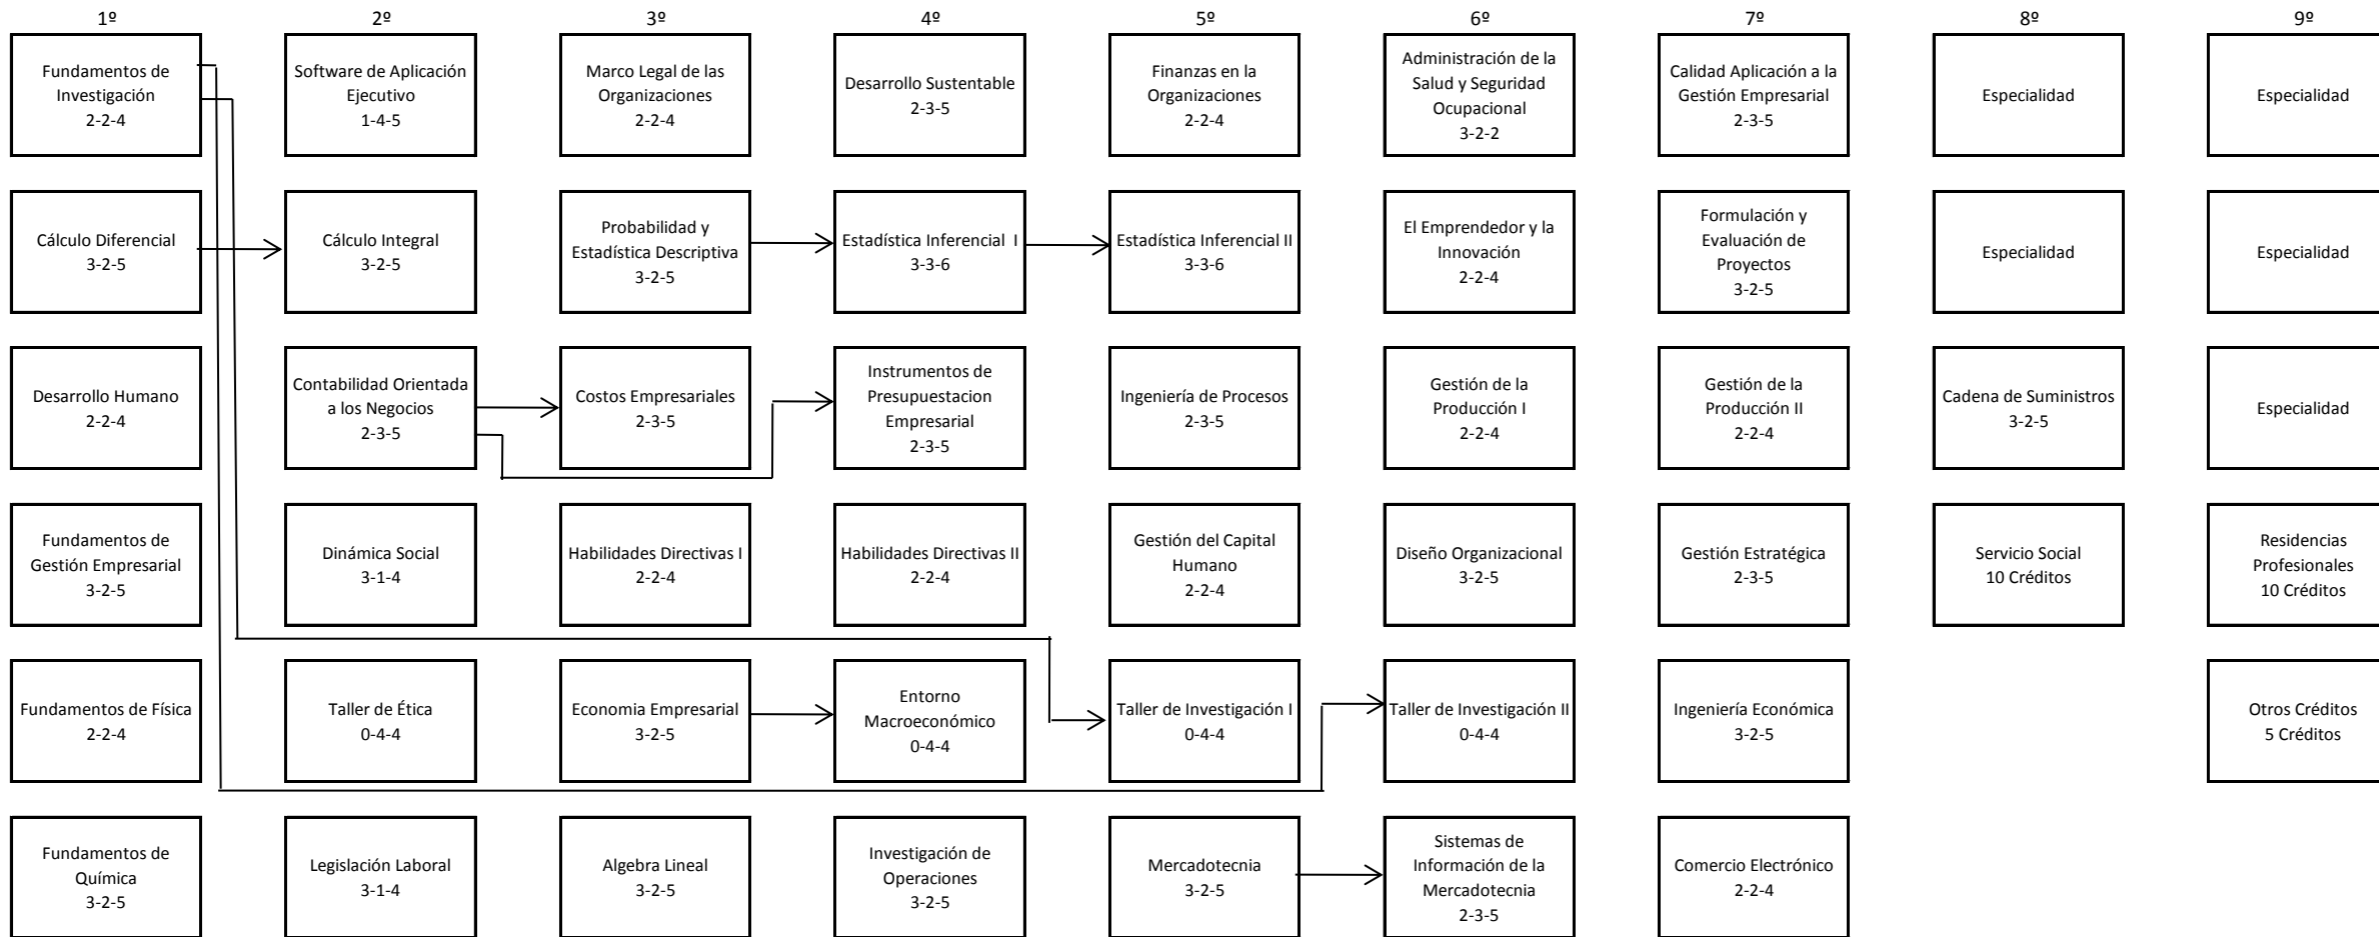 1º
2º
3º
4º
5º
6º
7º
8º
9º
Fundamentos de
Investigación
2-2-4
Software de Aplicación
Ejecutivo
1-4-5
Marco Legal de las
Organizaciones
2-2-4
Desarrollo Sustentable
2-3-5
Finanzas en la
Organizaciones
2-2-4
Administración de la
Salud y Seguridad
Ocupacional
3-2-2
Calidad Aplicación a la
Gestión Empresarial
2-3-5
Especialidad
Especialidad
Cálculo Diferencial
3-2-5
Cálculo Integral
3-2-5
Probabilidad y
Estadística Descriptiva
3-2-5
Estadística Inferencial I
3-3-6
Estadística Inferencial II
3-3-6
El Emprendedor y la
Innovación
2-2-4
Formulación y
Evaluación de
Proyectos
3-2-5
Especialidad
Especialidad
Desarrollo Humano
2-2-4
Contabilidad Orientada
a los Negocios
2-3-5
Costos Empresariales
2-3-5
Instrumentos de
Presupuestacion
Empresarial
2-3-5
Ingeniería de Procesos
2-3-5
Gestión de la
Producción I
2-2-4
Gestión de la
Producción II
2-2-4
Cadena de Suministros
3-2-5
Especialidad
Fundamentos de
Gestión Empresarial
3-2-5
Dinámica Social
3-1-4
Habilidades Directivas I
2-2-4
Habilidades Directivas II
2-2-4
Gestión del Capital
Humano
2-2-4
Diseño Organizacional
3-2-5
Gestión Estratégica
2-3-5
Servicio Social
10 Créditos
Residencias
Profesionales
10 Créditos
Fundamentos de Física
2-2-4
Taller de Ética
0-4-4
Economia Empresarial
3-2-5
Entorno
Macroeconómico
0-4-4
Taller de Investigación I
0-4-4
Taller de Investigación II
0-4-4
Ingeniería Económica
3-2-5
Otros Créditos
5 Créditos
Fundamentos de
Química
3-2-5
Legislación Laboral
3-1-4
Algebra Lineal
3-2-5
Investigación de
Operaciones
3-2-5
Mercadotecnia
3-2-5
Sistemas de
Información de la
Mercadotecnia
2-3-5
Comercio Electrónico
2-2-4